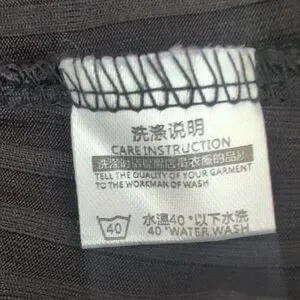 洗涤说明
CARE INSTRUCTION
TELL THE QUALITY OF YOUR GARMENT
TO THE WORKMAN OF WASH
40
水温40°以下水洗
40°WATER WASH